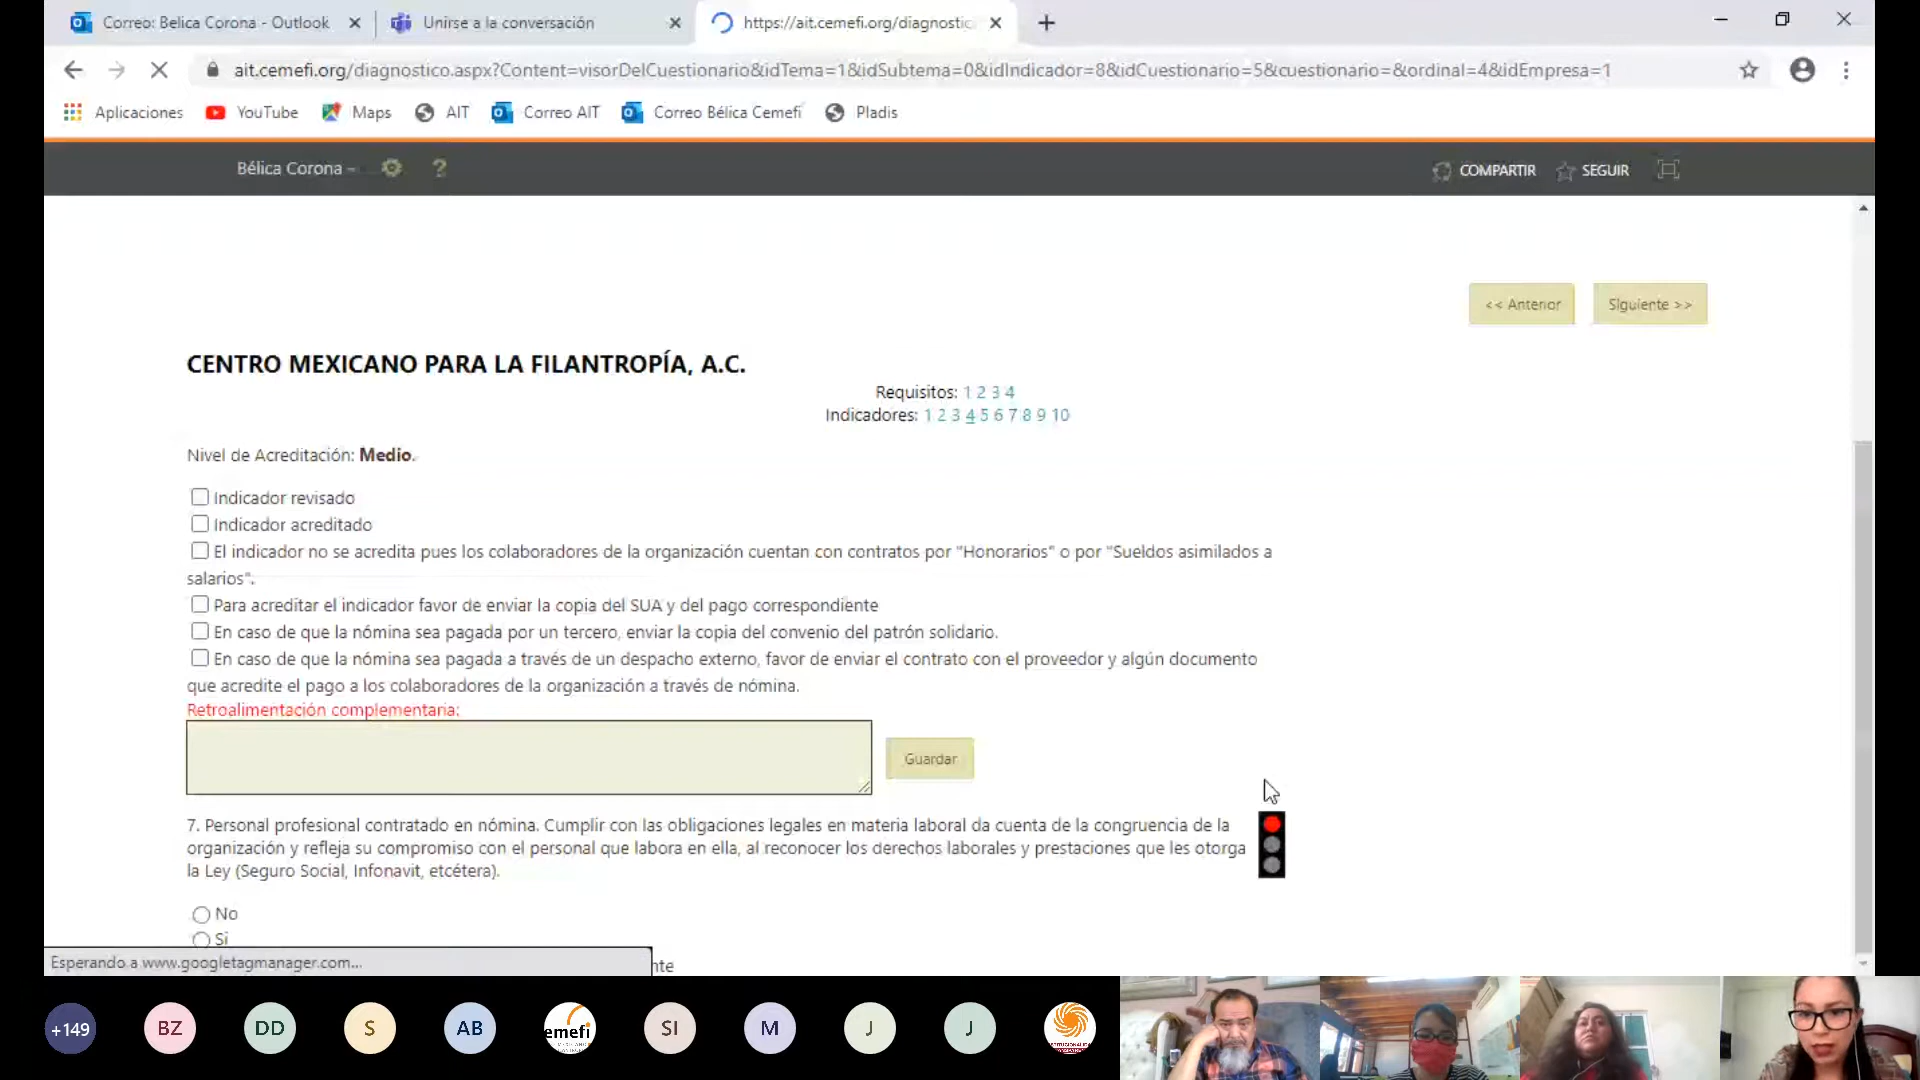 Correo: Belica Corona - Outlook
Unirse a la conversación
https://ait.cemefi.org/diagnostic
ait.cemefi.org/diagnostico.aspx?Content=visorDelCuestionario&idTema=1&idSubtema=0&idIndicador=8&idCuestionario=5&cuestionario=&ordinal=4&idEmpresa=1
Aplicaciones YouTube Maps AIT Correo AIT Correo Bélica Cemefi Pladis
Bélica Corona - ? COMPARTIR SEGUIR
<< Anterior Siguiente >>
CENTRO MEXICANO PARA LA FILANTROPÍA, A.C.
Requisitos: 1 2 3 4
Indicadores: 1 2 3 4 5 6 7 8 9 10
Nivel de Acreditación: Medio.
Indicador revisado
Indicador acreditado
El indicador no se acredita pues los colaboradores de la organización cuentan con contratos por "Honorarios" o por "Sueldos asimilados a
salarios".
Para acreditar el indicador favor de enviar la copia del SUA y del pago correspondiente
En caso de que la nómina sea pagada por un tercero, enviar la copia del convenio del patrón solidario.
En caso de que la nómina sea pagada a través de un despacho externo, favor de enviar el contrato con el proveedor y algún documento
que acredite el pago a los colaboradores de la organización a través de nómina.
Retroalimentación complementaria:
Guardar
7. Personal profesional contratado en nómina. Cumplir con las obligaciones legales en materia laboral da cuenta de la congruencia de la
organización y refleja su compromiso con el personal que labora en ella, al reconocer los derechos laborales y prestaciones que les otorga
la Ley (Seguro Social, Infonavit, etcétera).
No
Si
Esperando a www.googletagmanager.com...
nte
+149 BZ DD S AB emefi SI M J J